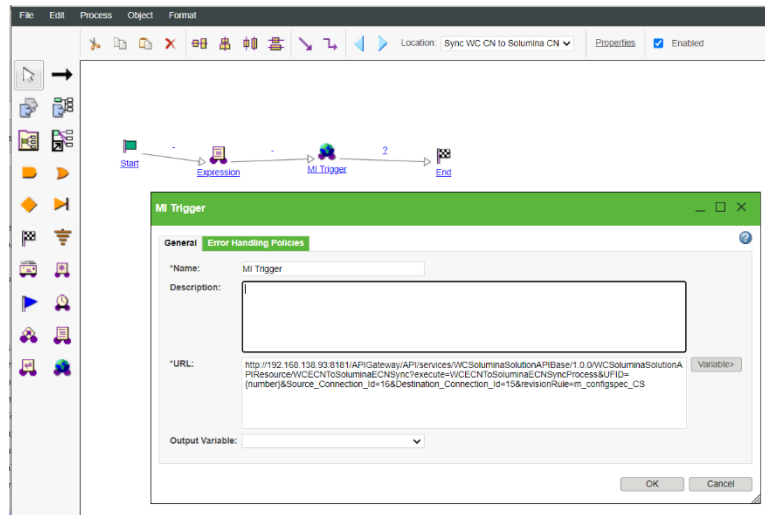 File Edit Process Object Format
Location: Sync WC CN to Solumina CN Properties Enabled
- - ?
Start Expression MI Trigger End
MI Trigger
General Error Handling Policies
*Name: MI Trigger
Description:
*URL: http://192.168.138.93:8181/APIGateway/API/services/WCSoluminaSolutionAPIBase/1.0.0/WCSoluminaSolutionA Variable>
PIResource/WCECNToSoluminaECNSync?execute=WCECNToSoluminaECNSyncProcess&UFID=
{number}&Source_Connection_Id=16&Destination_Connection_Id=15&revisionRule=m_configspec_CS
Output Variable:
OK Cancel